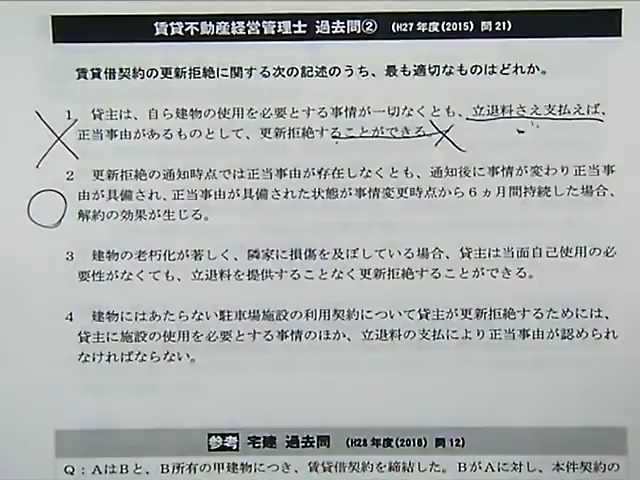 賃貸不動産経営管理士 過去問② (H27年度(2015) 問21)
賃貸借契約の更新拒絶に関する次の記述のうち、最も適切なものはどれか。
1 貸主は、自ら建物の使用を必要とする事情が一切なくとも、立退料さえ支払えば、
正当事由があるものとして、更新拒絶することができる。
2 更新拒絶の通知時点では正当事由が存在しなくとも、通知後に事情が変わり正当事
由が具備され、正当事由が具備された状態が事情変更時点から6ヵ月間持続した場合、
解約の効果が生じる。
3 建物の老朽化が著しく、隣家に損傷を及ぼしている場合、貸主は当面自己使用の必
要性がなくても、立退料を提供することなく更新拒絶することができる。
4 建物にはあたらない駐車場施設の利用契約について貸主が更新拒絶するためには、
貸主に施設の使用を必要とする事情のほか、立退料の支払により正当事由が認められ
なければならない。
参考 宅建 過去問 (H28年度(2016) 問12)
Q:AはBと、B所有の甲建物につき、賃貸借契約を締結した。BがAに対し、本件契約の